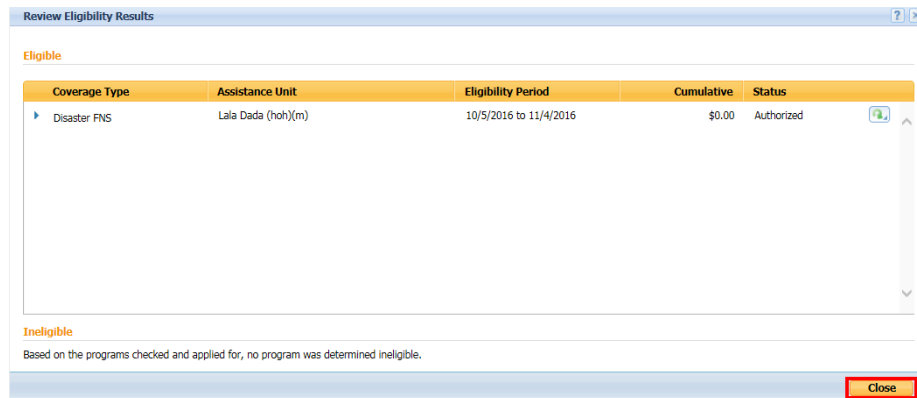 Review Eligibility Results ?
Eligible
Coverage Type Assistance Unit Eligibility Period Cumulative Status
Disaster FNS Lala Dada (hoh)(m) 10/5/2016 to 11/4/2016 $0.00 Authorized
Ineligible
Based on the programs checked and applied for, no program was determined ineligible.
Close